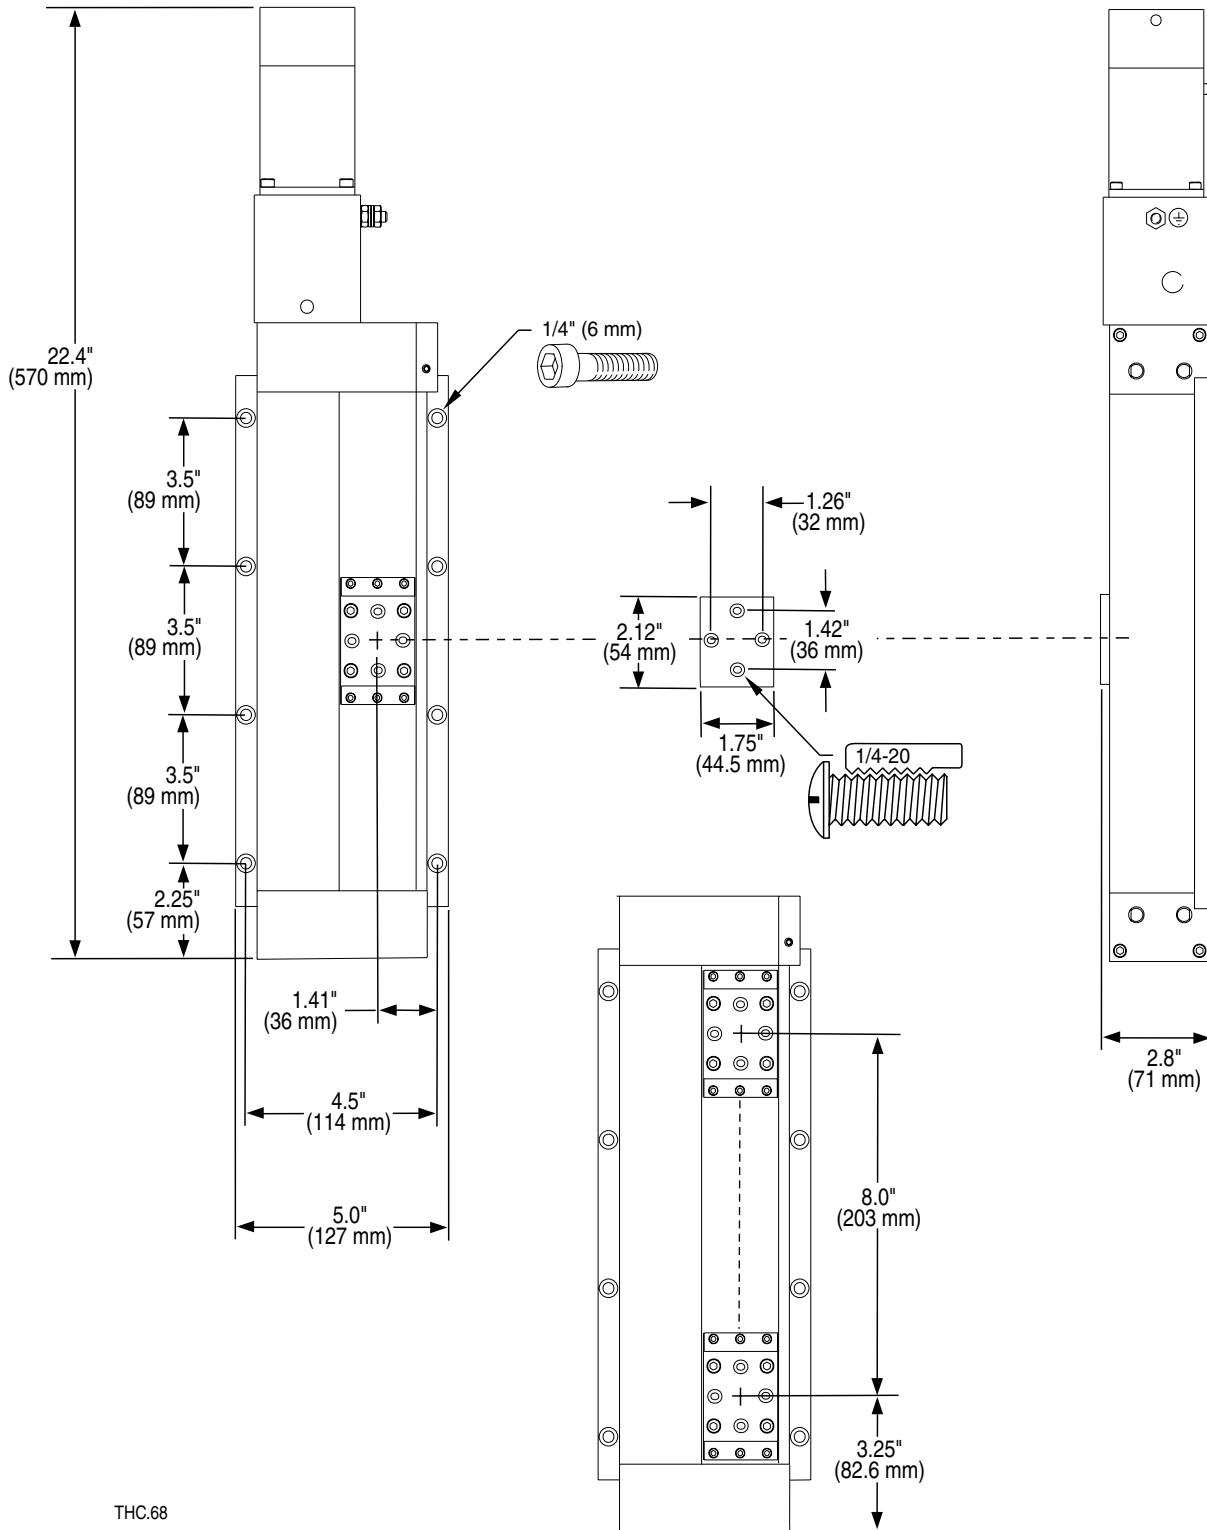 1/4" (6 mm)
22.4"
(570 mm)
3.5"
(89 mm)
1.26"
(32 mm)
3.5"
(89 mm)
2.12"
(54 mm)
1.42"
(36 mm)
1.75"
(44.5 mm)
1/4-20
3.5"
(89 mm)
2.25"
(57 mm)
1.41"
(36 mm)
2.8"
(71 mm)
4.5"
(114 mm)
8.0"
(203 mm)
5.0"
(127 mm)
3.25"
(82.6 mm)
THC.68